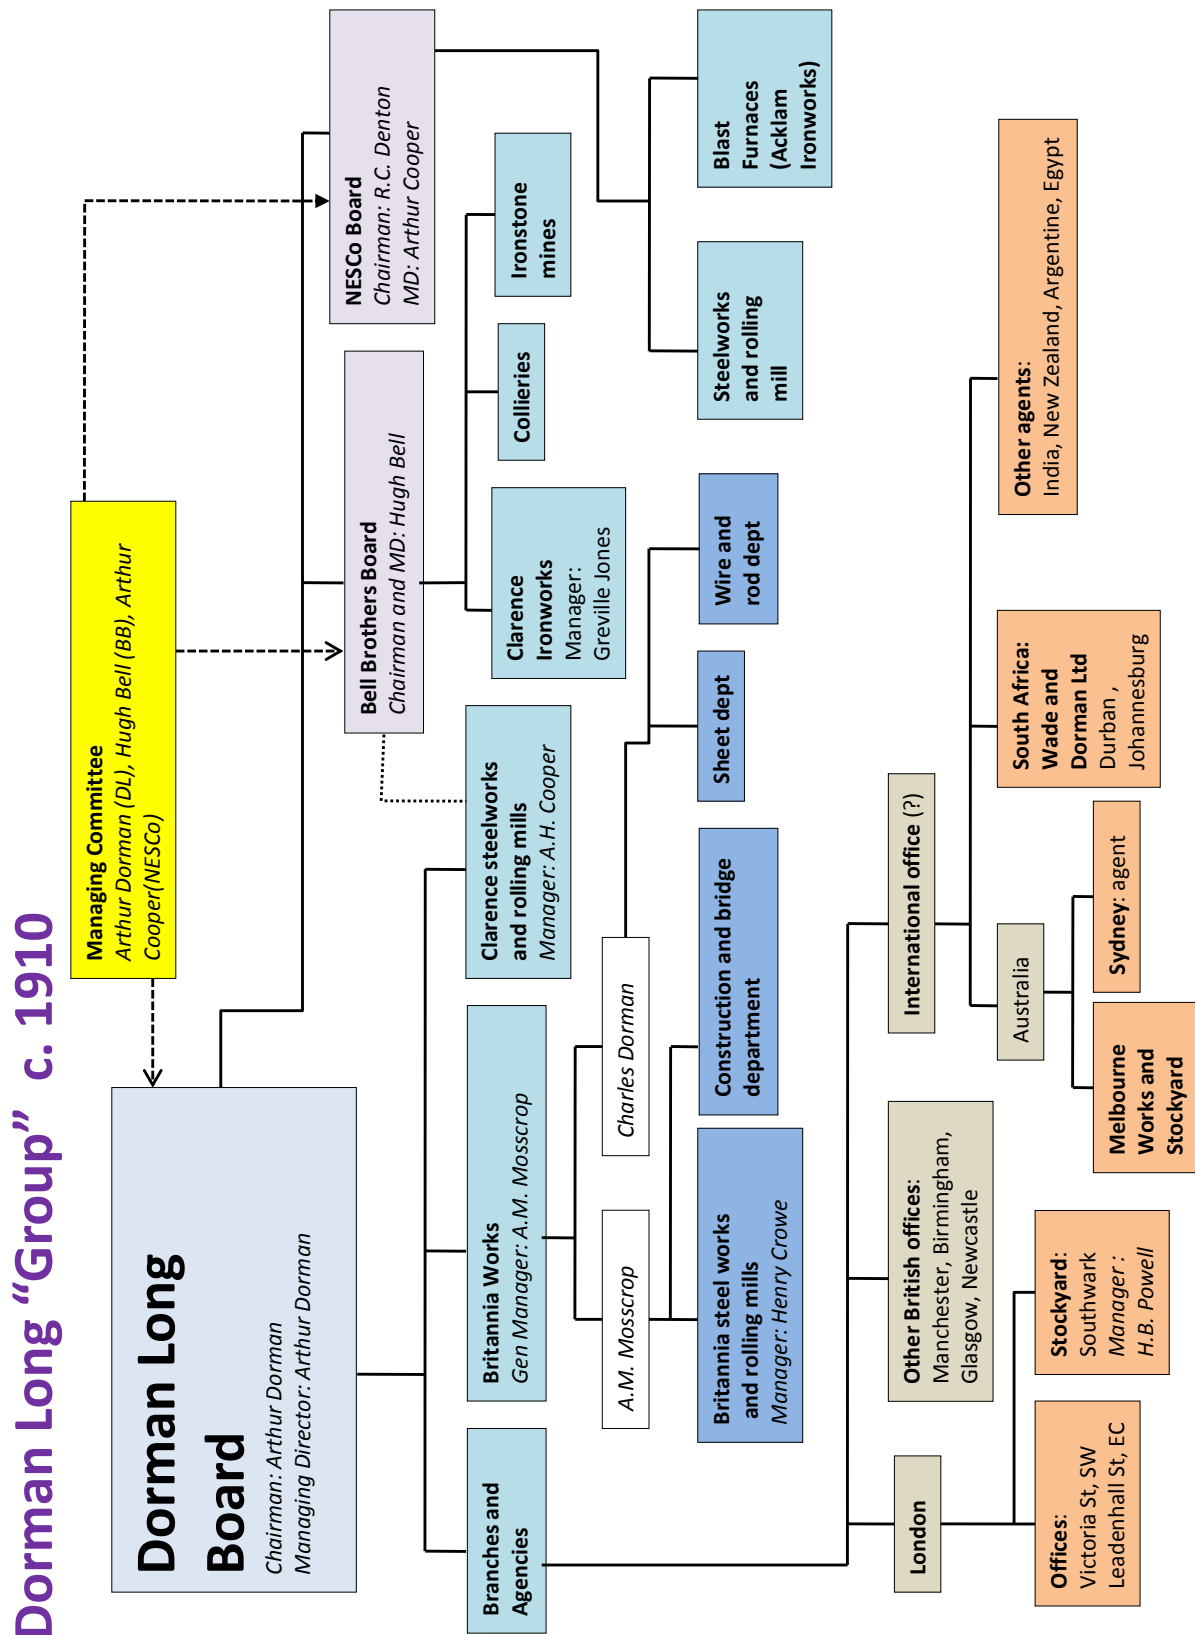 Dorman Long “Group”  c. 1910
Managing Committee
Arthur Dorman (DL), Hugh Bell (BB), Arthur
Cooper(NESCo)
Dorman Long
Board
Chairman: Arthur Dorman
Managing Director: Arthur Dorman
Bell Brothers Board
Chairman and MD: Hugh Bell
NESCo Board
Chairman: R.C. Denton
MD: Arthur Cooper
Branches and
Agencies
Britannia Works
Gen Manager: A.M. Mosscrop
Clarence steelworks
and rolling mills
Manager: A.H. Cooper
Clarence
Ironworks
Manager:
Greville Jones
Collieries
Ironstone
mines
A.M. Mosscrop
Charles Dorman
Britannia steel works
and rolling mills
Manager: Henry Crowe
Construction and bridge
department
Sheet dept
Wire and
rod dept
Steelworks
and rolling
mill
Blast
Furnaces
(Acklam
Ironworks)
London
Other British offices:
Manchester, Birmingham,
Glasgow, Newcastle
International office (?)
Offices:
Victoria St, SW
Leadenhall St, EC
Stockyard:
Southwark
Manager :
H.B. Powell
Australia
South Africa:
Wade and
Dorman Ltd
Durban ,
Johannesburg
Other agents:
India, New Zealand, Argentine, Egypt
Melbourne
Works and
Stockyard
Sydney: agent